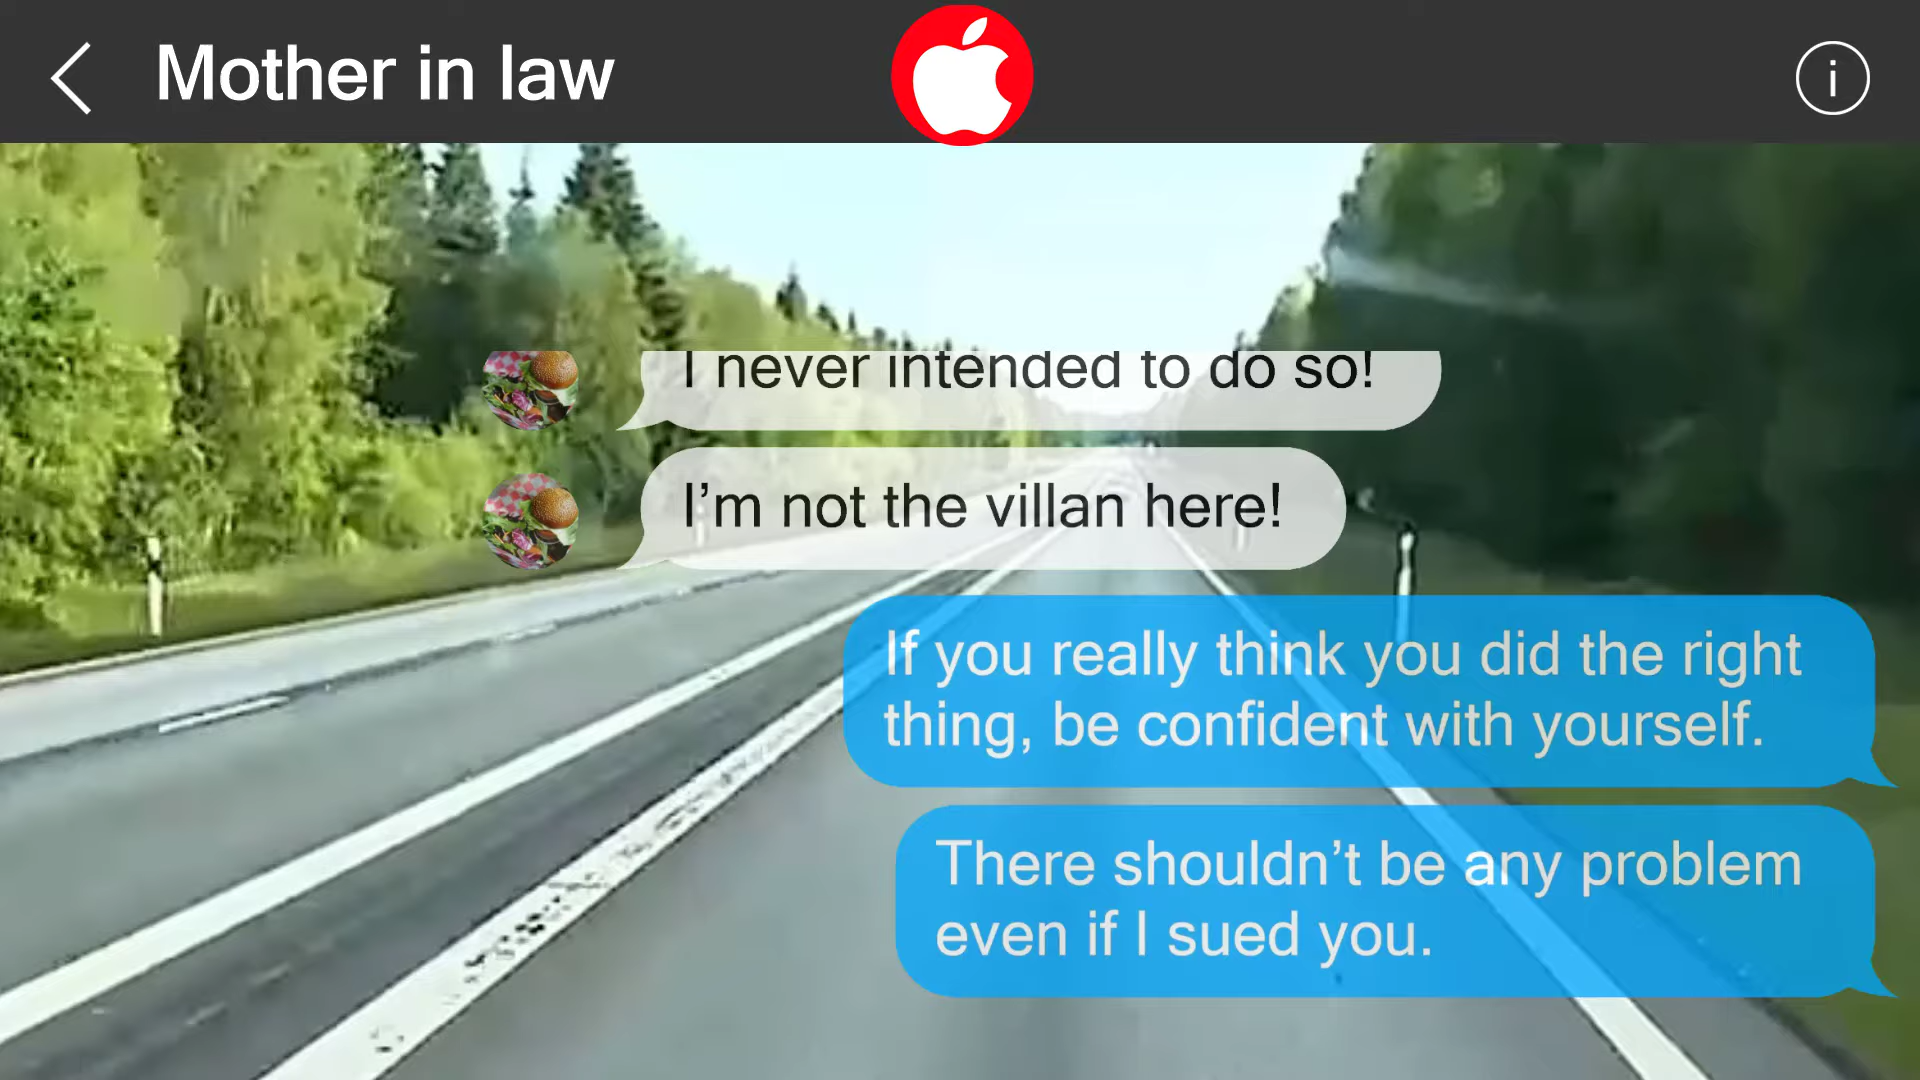 Mother in law
I never intended to do so!
I’m not the villan here!
If you really think you did the right
thing, be confident with yourself.
There shouldn’t be any problem
even if I sued you.